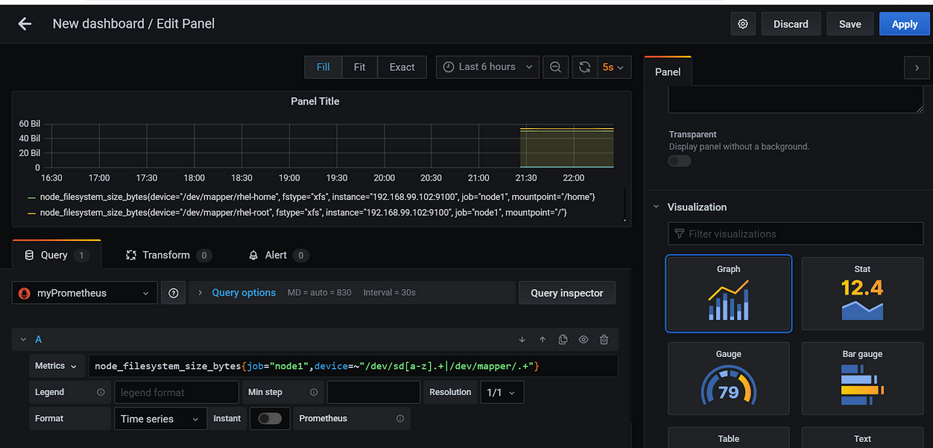 New dashboard / Edit Panel
Discard
Save
Apply
Fill
Fit
Exact
Last 6 hours
5s
Panel
Panel Title
60 Bil
40 Bil
20 Bil
0
16:30 17:00 17:30 18:00 18:30 19:00 19:30 20:00 20:30 21:00 21:30 22:00
node_filesystem_size_bytes{device="/dev/mapper/rhel-home", fstype="xfs", instance="192.168.99.102:9100", job="node1", mountpoint="/home"}
node_filesystem_size_bytes{device="/dev/mapper/rhel-root", fstype="xfs", instance="192.168.99.102:9100", job="node1", mountpoint="/"}
Transparent
Display panel without a background.
Visualization
Filter visualizations
Graph
Stat
12.4
Gauge
79
Bar gauge
Table
Text
Query 1
Transform 0
Alert 0
myPrometheus
Query options MD = auto = 830 Interval = 30s
Query inspector
A
Metrics
node_filesystem_size_bytes{job="node1",device=~"/dev/sd[a-z].+|/dev/mapper/.+"}
Legend
legend format
Min step
Resolution
1/1
Format
Time series
Instant
Prometheus